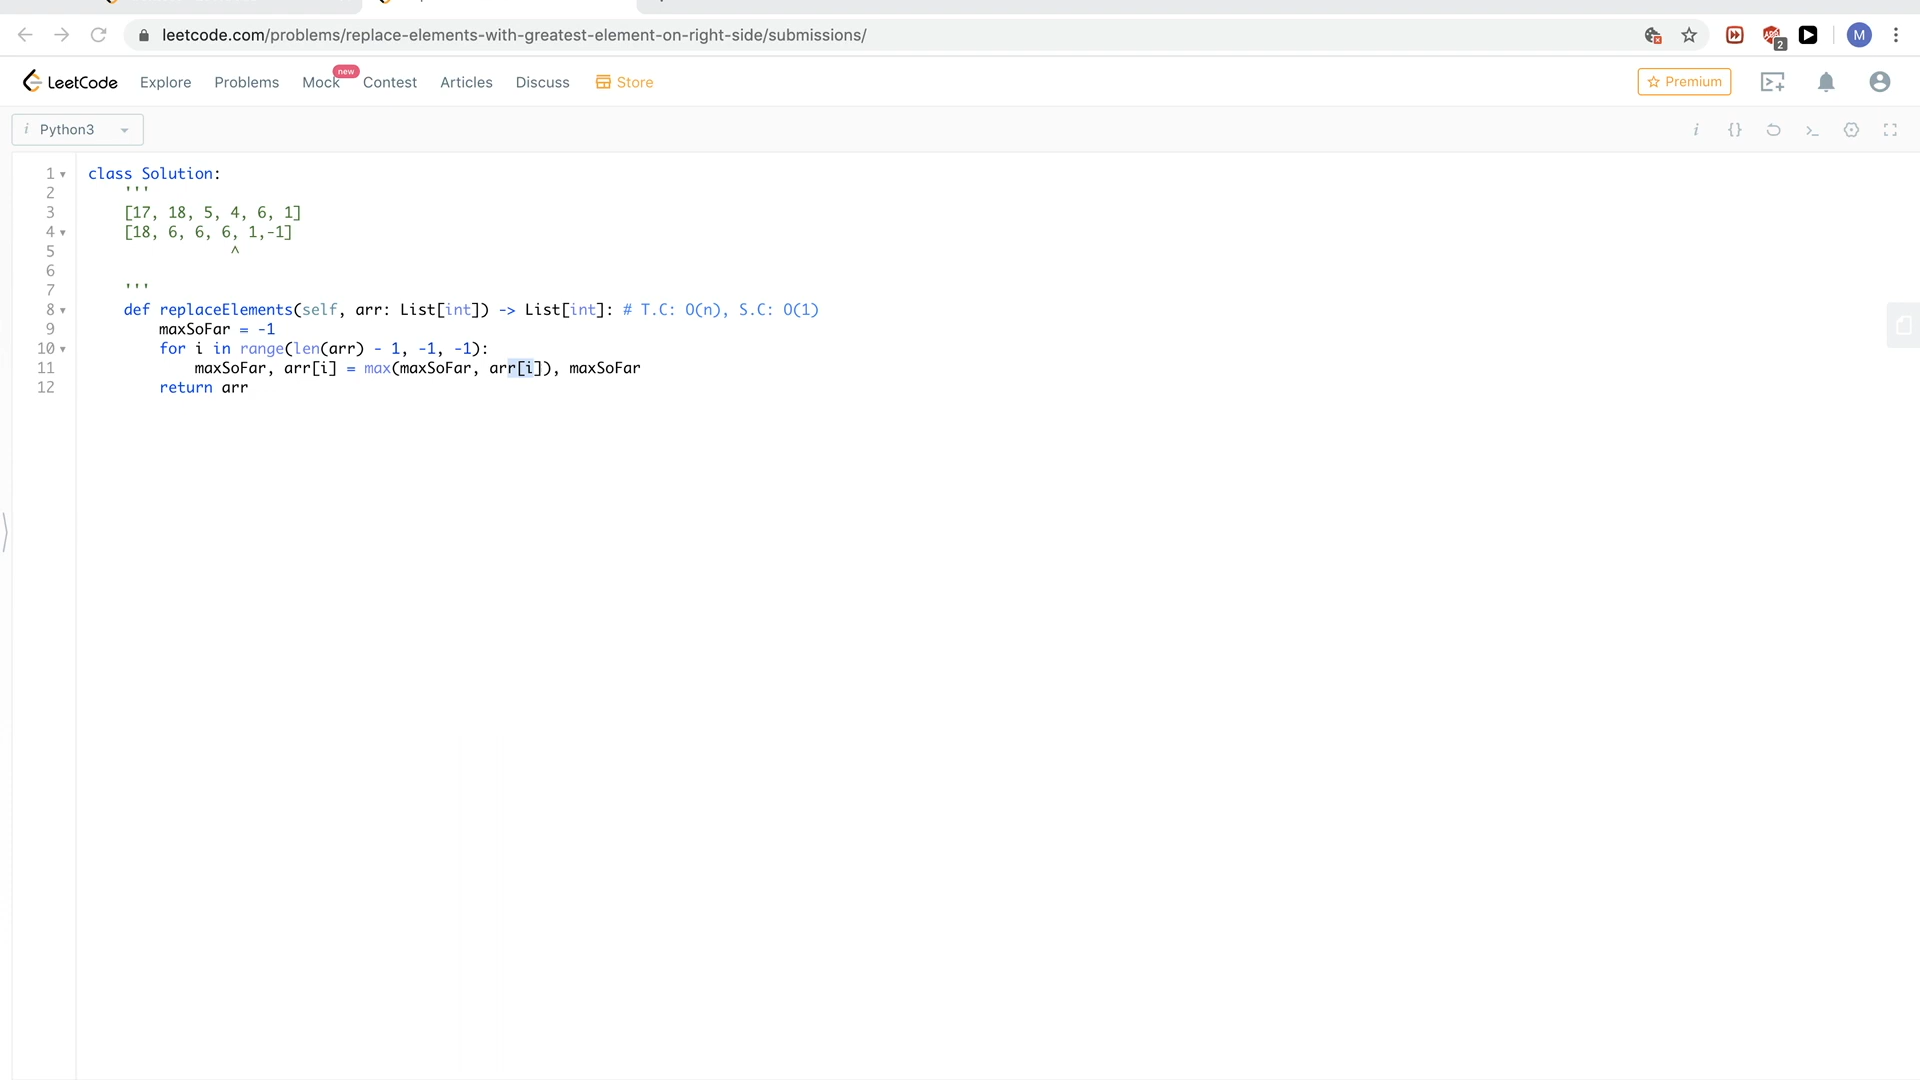 leetcode.com/problems/replace-elements-with-greatest-element-on-right-side/submissions/
2
M
LeetCode Explore Problems Mock new Contest Articles Discuss Store Premium
i Python3
i {} >_
1 class Solution:
2 '''
3 [17, 18, 5, 4, 6, 1]
4 [18, 6, 6, 6, 1,-1]
5 ^
6
7 '''
8 def replaceElements(self, arr: List[int]) -> List[int]: # T.C: O(n), S.C: O(1)
9 maxSoFar = -1
10 for i in range(len(arr) - 1, -1, -1):
11 maxSoFar, arr[i] = max(maxSoFar, arr[i]), maxSoFar
12 return arr